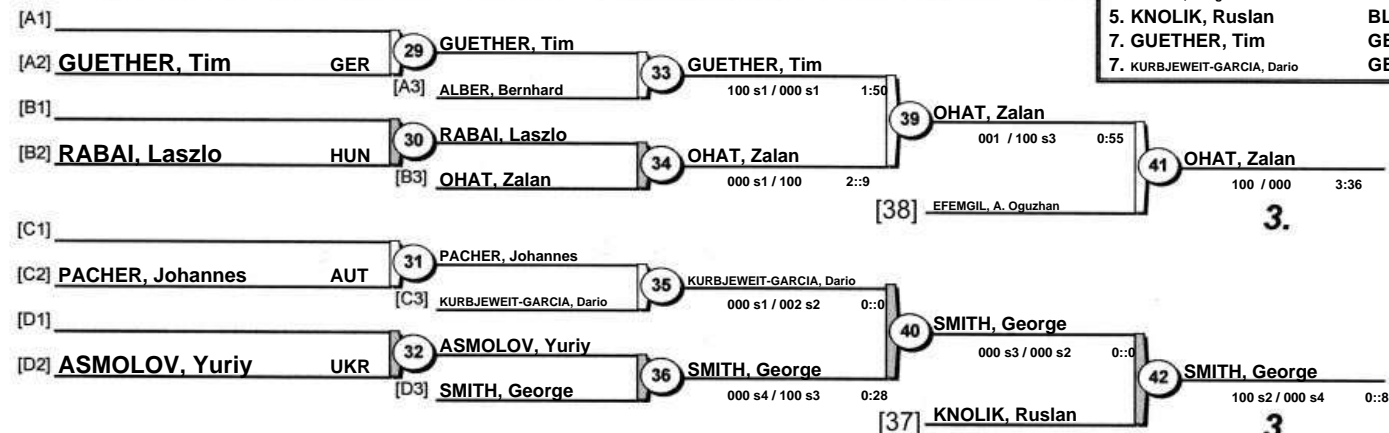 5. KNOLIK, Ruslan
7. GUETHER, Tim
7. KURBJEWEIT-GARCIA, Dario
[A1]
[A2] GUETHER, Tim GER
29
GUETHER, Tim
[A3] ALBER, Bernhard
33
GUETHER, Tim
100 s1 / 000 s1 1:50
[B1]
[B2] RABAI, Laszlo HUN
30
RABAI, Laszlo
[B3] OHAT, Zalan
34
OHAT, Zalan
000 s1 / 100 2::9
39
OHAT, Zalan
001 / 100 s3 0:55
[38] EFEMGIL, A. Oguzhan
41
OHAT, Zalan
100 / 000 3:36
3.
[C1]
[C2] PACHER, Johannes AUT
31
PACHER, Johannes
[C3] KURBJEWEIT-GARCIA, Dario
35
KURBJEWEIT-GARCIA, Dario
000 s1 / 002 s2 0::0
[D1]
[D2] ASMOLOV, Yuriy UKR
32
ASMOLOV, Yuriy
[D3] SMITH, George
36
SMITH, George
000 s4 / 100 s3 0:28
40
SMITH, George
000 s3 / 000 s2 0::0
[37] KNOLIK, Ruslan
42
SMITH, George
100 s2 / 000 s4 0::8
3